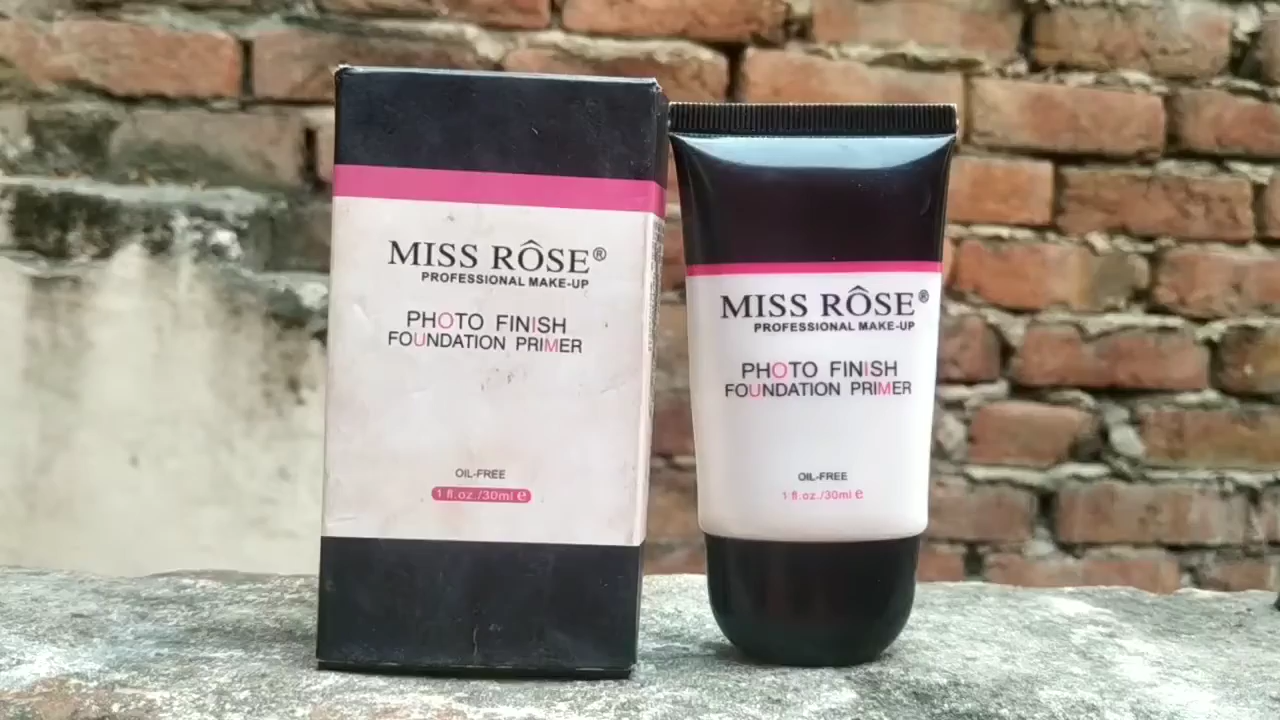 MISS RÔSE®
PROFESSIONAL MAKE-UP
PHOTO FINISH
FOUNDATION PRIMER
OIL-FREE
1 fl.oz./30ml ℮
MISS RÔSE®
PROFESSIONAL MAKE-UP
PHOTO FINISH
FOUNDATION PRIMER
OIL-FREE
1 fl.oz./30ml ℮